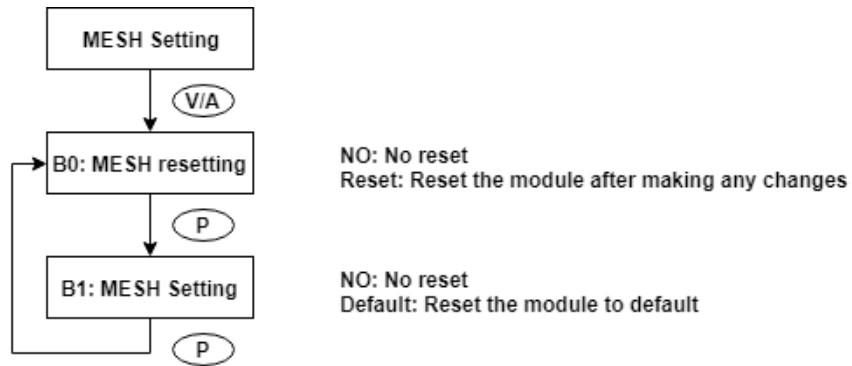 MESH Setting
V/A
B0: MESH resetting
NO: No reset
Reset: Reset the module after making any changes
P
B1: MESH Setting
NO: No reset
Default: Reset the module to default
P